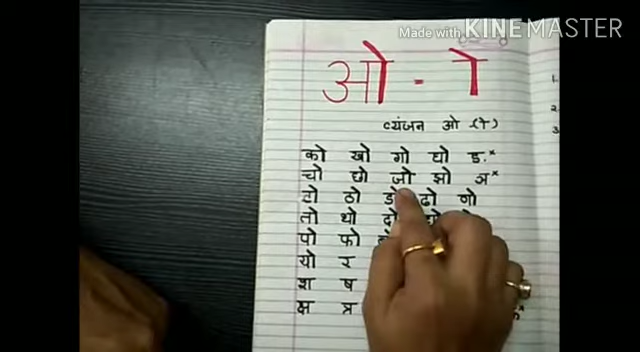 Made with KINEMASTER
ओ - ो
व्यंजन ओ (ो)
को खो गो घो ङ.×
चो छो जो झो ञ×
टो ठो डो ढो णो
तो थो दो
पो फो
यो र
श ष
क्ष त्र